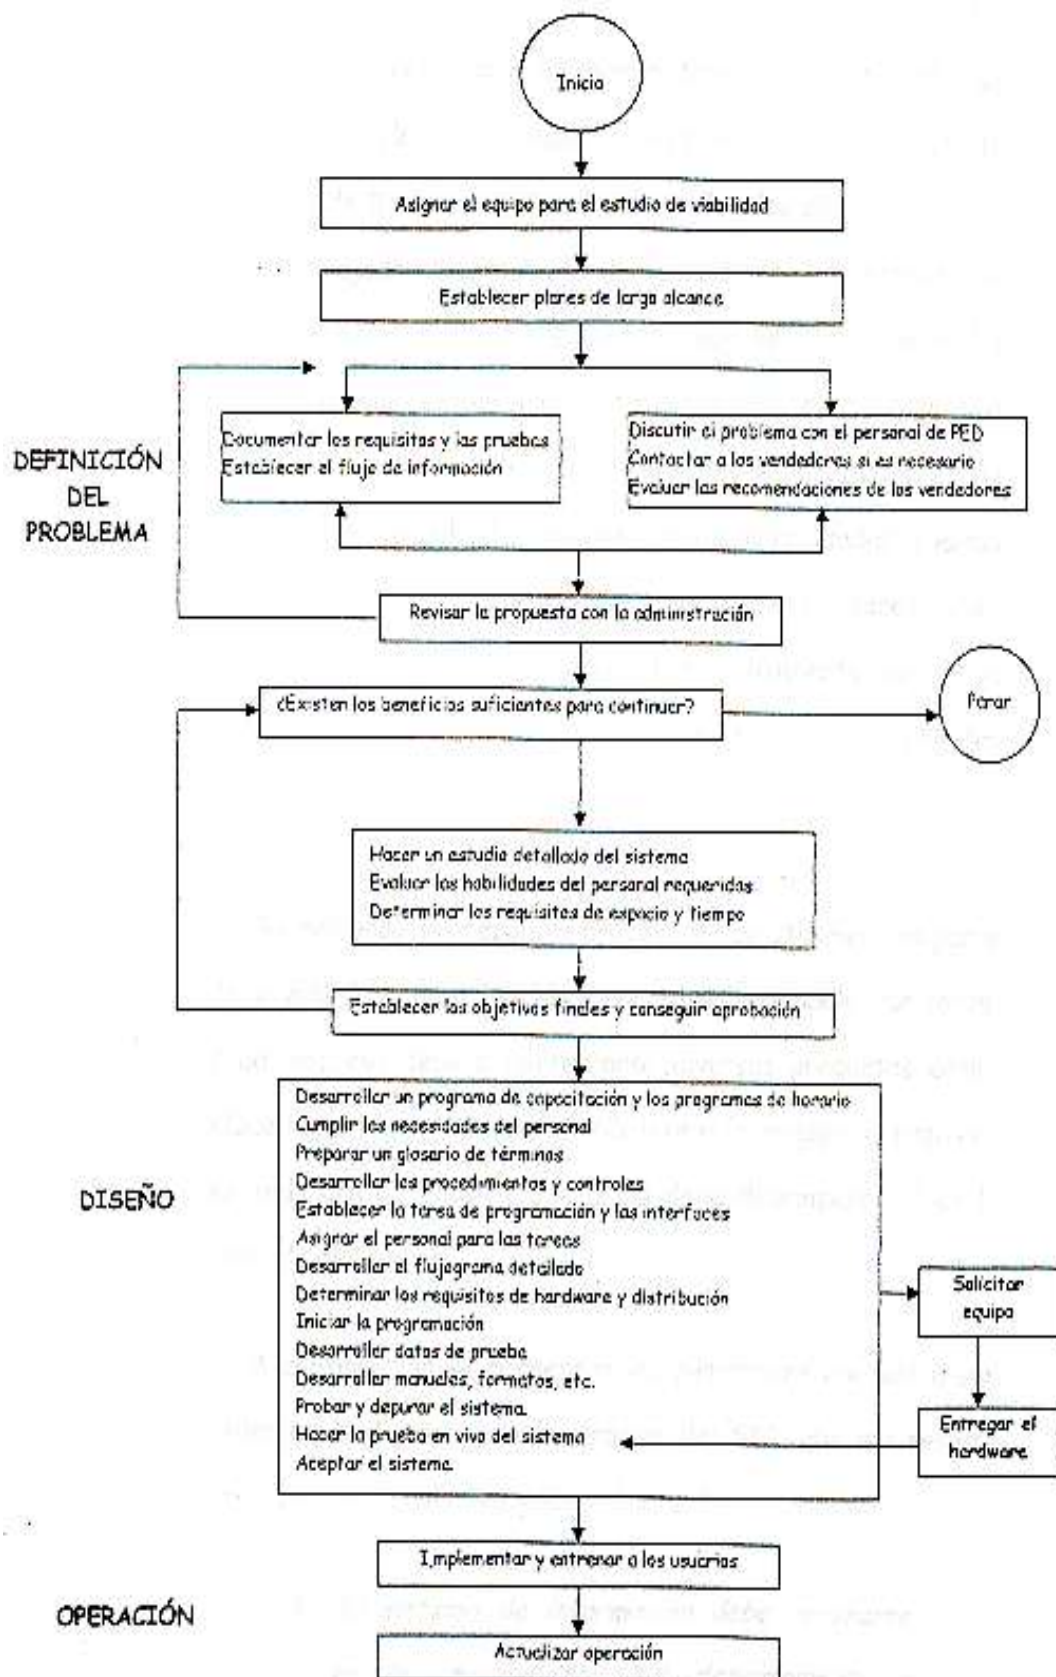 Inicio
Asignar el equipo para el estudio de viabilidad
Establecer planes de largo alcance
DEFINICIÓN
DEL
PROBLEMA
Documentar los requisitos y las pruebas
Establecer el flujo de información
Discutir el problema con el personal de PED
Contactar a los vendedores si es necesario
Evaluar las recomendaciones de los vendedores
Revisar la propuesta con la administración
¿Existen los beneficios suficientes para continuar?
Parar
Hacer un estudio detallado del sistema
Evaluar las habilidades del personal requeridas
Determinar los requisitos de espacio y tiempo
Establecer los objetivos finales y conseguir aprobación
DISEÑO
Desarrollar un programa de capacitación y los programas de horario
Cumplir las necesidades del personal
Preparar un glosario de términos
Desarrollar los procedimientos y controles
Establecer la tarea de programación y las interfaces
Asignar el personal para las tareas
Desarrollar el flujograma detallado
Determinar los requisitos de hardware y distribución
Iniciar la programación
Desarrollar datos de prueba
Desarrollar manuales, formatos, etc.
Probar y depurar el sistema.
Hacer la prueba en vivo del sistema
Aceptar el sistema.
Solicitar
equipo
Entregar el
hardware
OPERACIÓN
Implementar y entrenar a los usuarios
Actualizar operación